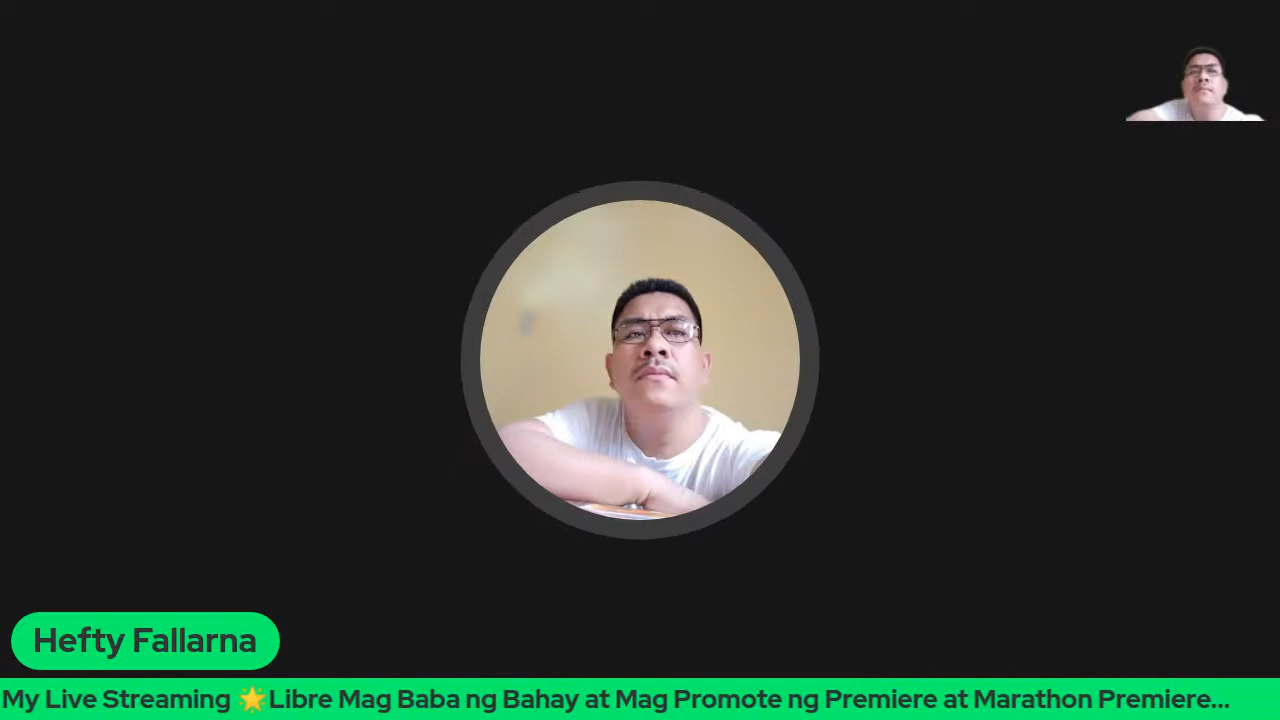 Hefty Fallarna
My Live Streaming 🌟Libre Mag Baba ng Bahay at Mag Promote ng Premiere at Marathon Premiere...